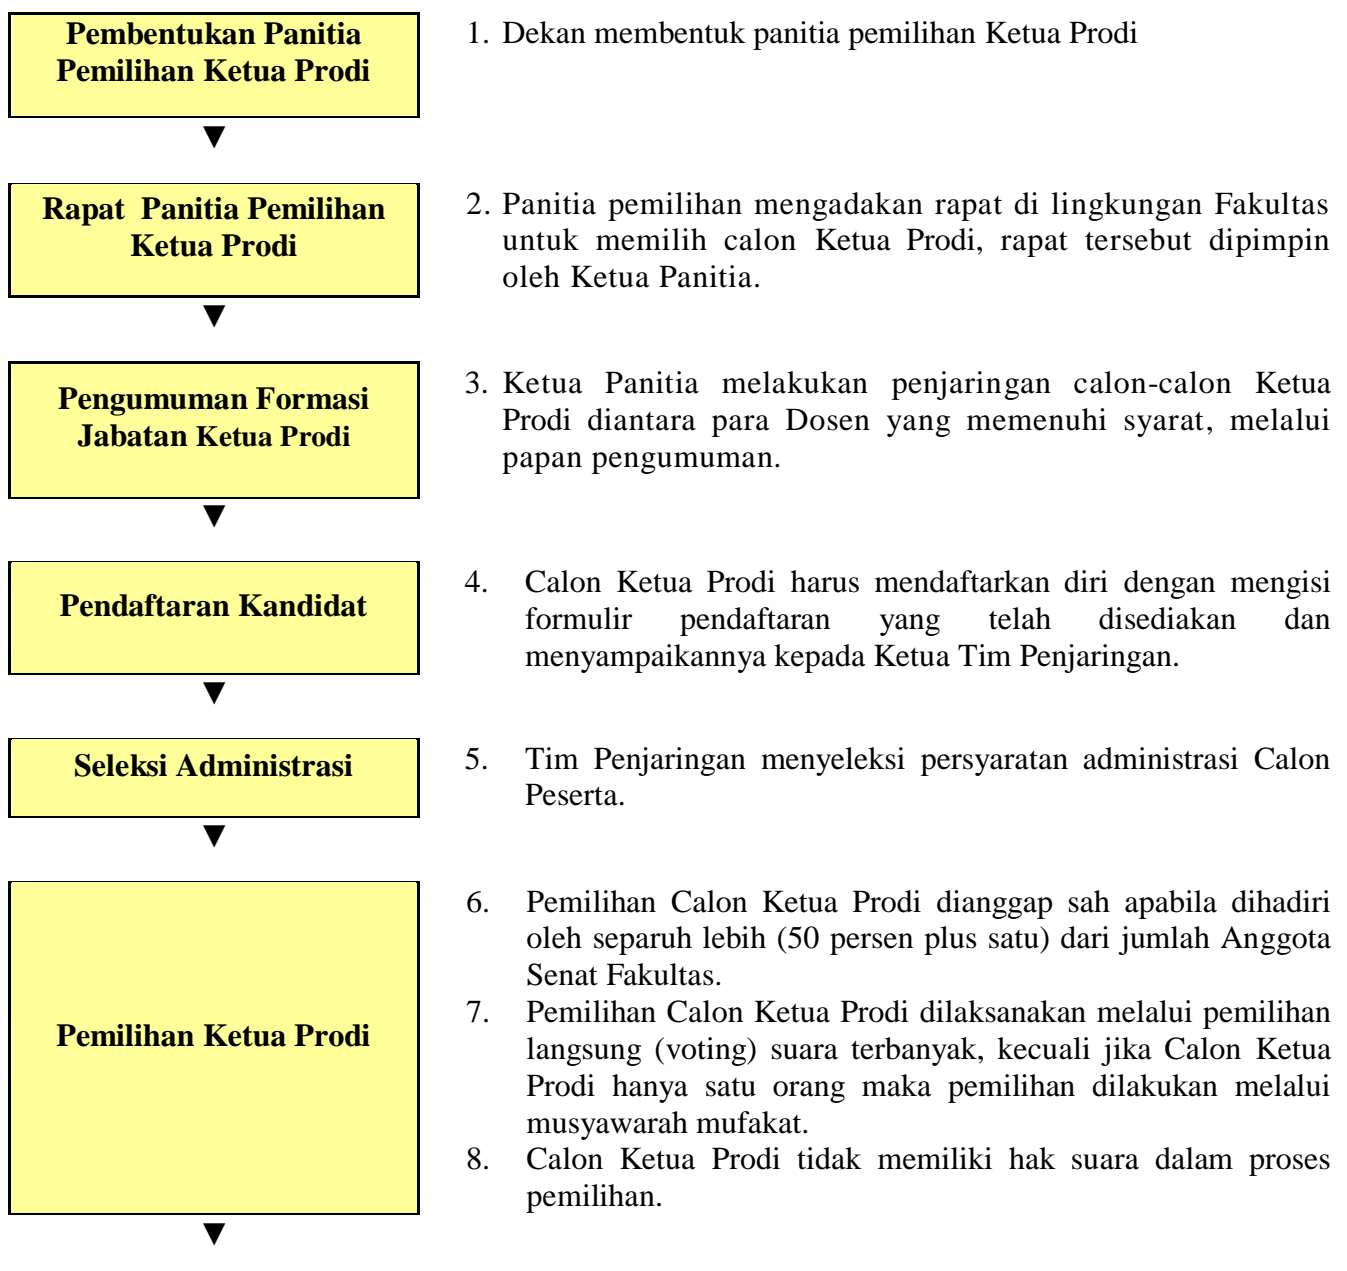 Pembentukan Panitia
Pemilihan Ketua Prodi
1. Dekan membentuk panitia pemilihan Ketua Prodi
▼
Rapat Panitia Pemilihan
Ketua Prodi
2. Panitia pemilihan mengadakan rapat di lingkungan Fakultas
untuk memilih calon Ketua Prodi, rapat tersebut dipimpin
oleh Ketua Panitia.
▼
Pengumuman Formasi
Jabatan Ketua Prodi
3. Ketua Panitia melakukan penjaringan calon-calon Ketua
Prodi diantara para Dosen yang memenuhi syarat, melalui
papan pengumuman.
▼
Pendaftaran Kandidat
4. Calon Ketua Prodi harus mendaftarkan diri dengan mengisi
formulir pendaftaran yang telah disediakan dan
menyampaikannya kepada Ketua Tim Penjaringan.
▼
Seleksi Administrasi
5. Tim Penjaringan menyeleksi persyaratan administrasi Calon
Peserta.
▼
Pemilihan Ketua Prodi
6. Pemilihan Calon Ketua Prodi dianggap sah apabila dihadiri
oleh separuh lebih (50 persen plus satu) dari jumlah Anggota
Senat Fakultas.
7. Pemilihan Calon Ketua Prodi dilaksanakan melalui pemilihan
langsung (voting) suara terbanyak, kecuali jika Calon Ketua
Prodi hanya satu orang maka pemilihan dilakukan melalui
musyawarah mufakat.
8. Calon Ketua Prodi tidak memiliki hak suara dalam proses
pemilihan.
▼